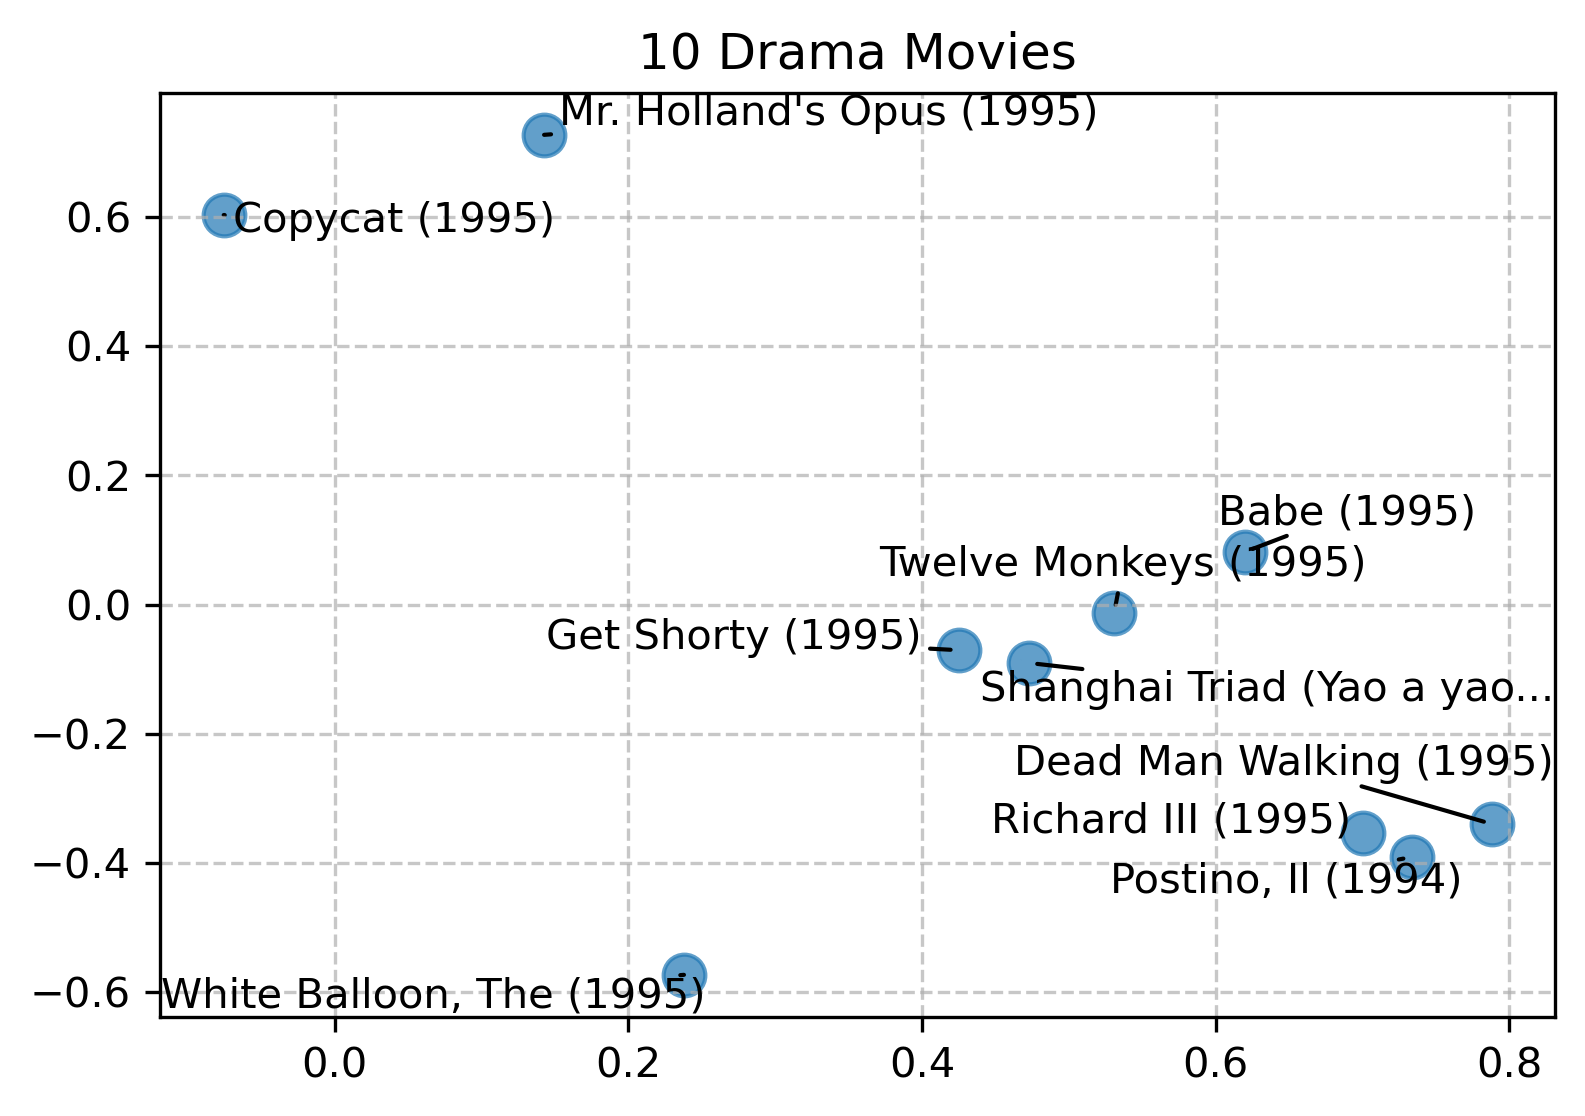 10 Drama Movies
Mr. Holland's Opus (1995)
Copycat (1995)
Babe (1995)
Twelve Monkeys (1995)
Get Shorty (1995)
Shanghai Triad (Yao a yao...
Dead Man Walking (1995)
Richard III (1995)
Postino, Il (1994)
White Balloon, The (1995)
0.6
0.4
0.2
0.0
−0.2
−0.4
−0.6
0.0 0.2 0.4 0.6 0.8